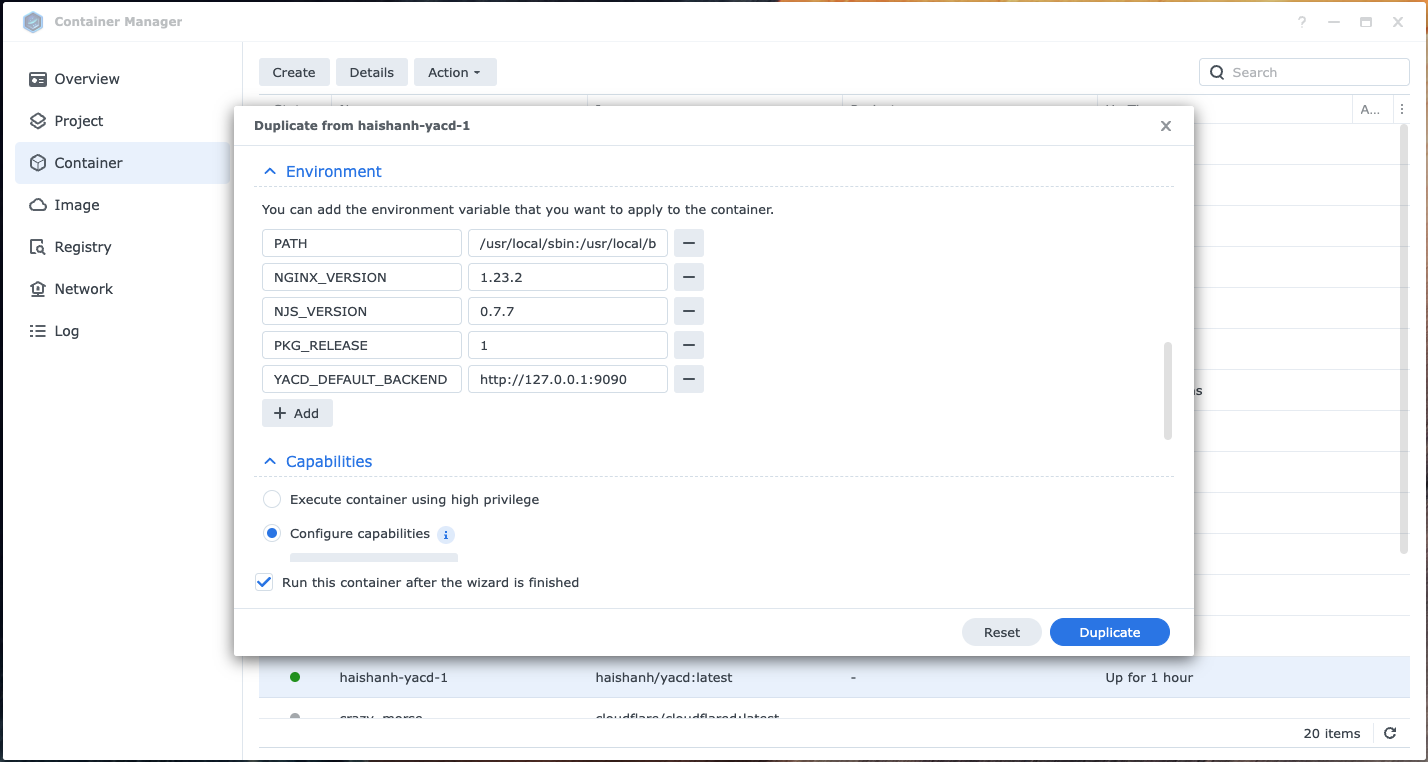 Container Manager
Overview
Project
Container
Image
Registry
Network
Log
Create Details Action
Search
A...
Duplicate from haishanh-yacd-1
Environment
You can add the environment variable that you want to apply to the container.
PATH /usr/local/sbin:/usr/local/b
NGINX_VERSION 1.23.2
NJS_VERSION 0.7.7
PKG_RELEASE 1
YACD_DEFAULT_BACKEND http://127.0.0.1:9090
Add
Capabilities
Execute container using high privilege
Configure capabilities
Run this container after the wizard is finished
Reset Duplicate
haishanh-yacd-1 haishanh/yacd:latest - Up for 1 hour
crazy_morse cloudflare/cloudflared:latest
20 items